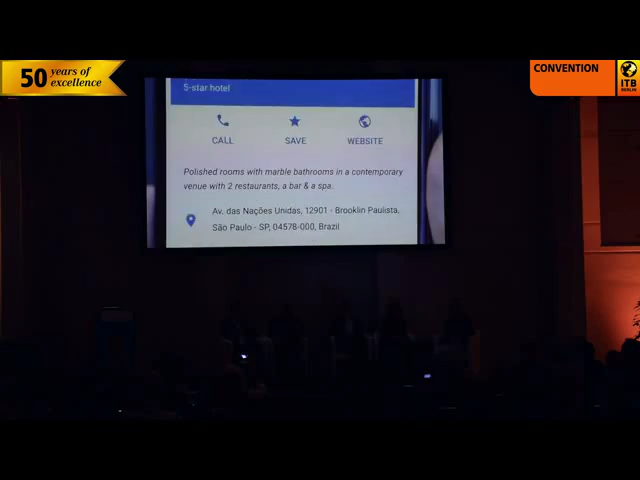 50 years of excellence
CONVENTION
ITB
BERLIN
5-star hotel
CALL SAVE WEBSITE
Polished rooms with marble bathrooms in a contemporary
venue with 2 restaurants, a bar & a spa.
Av. das Nações Unidas, 12901 - Brooklin Paulista,
São Paulo - SP, 04578-000, Brazil